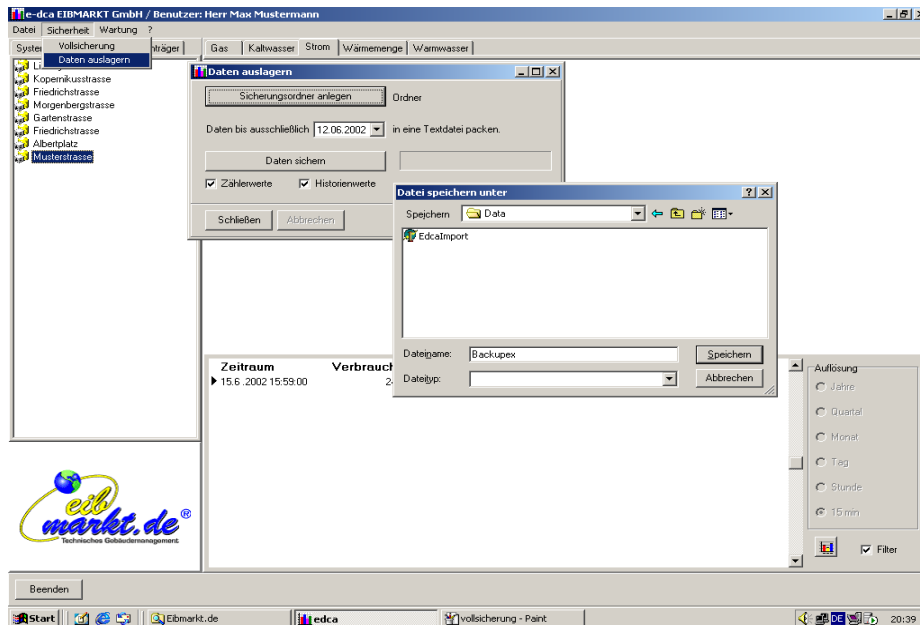 e-dca EIBMARKT GmbH / Benutzer: Herr Max Mustermann
Datei Sicherheit Wartung ?
Vollsicherung
Daten auslagern
Gas Kaltwasser Strom Wärmemenge Warmwasser
Kopernikusstrasse
Friedrichstrasse
Morgenbergstrasse
Gartenstrasse
Friedrichstrasse
Albertplatz
Musterstrasse
Daten auslagern
Sicherungsordner anlegen Ordner
Daten bis ausschließlich 12.06.2002 in eine Textdatei packen.
Daten sichern
Zählerwerte Historienwerte
Schließen Abbrechen
Datei speichern unter
Speichern Data
EdcaImport
Dateiname: Backupex Speichern
Dateityp: Abbrechen
Zeitraum Verbrauch
15.6 .2002 15:59:00
Auflösung
Jahre
Quartal
Monat
Tag
Stunde
15 min
Filter
eib
markt.de®
Technisches Gebäudemanagement
Beenden
Start Eibmarkt.de edca vollsicherung - Paint DE 20:39